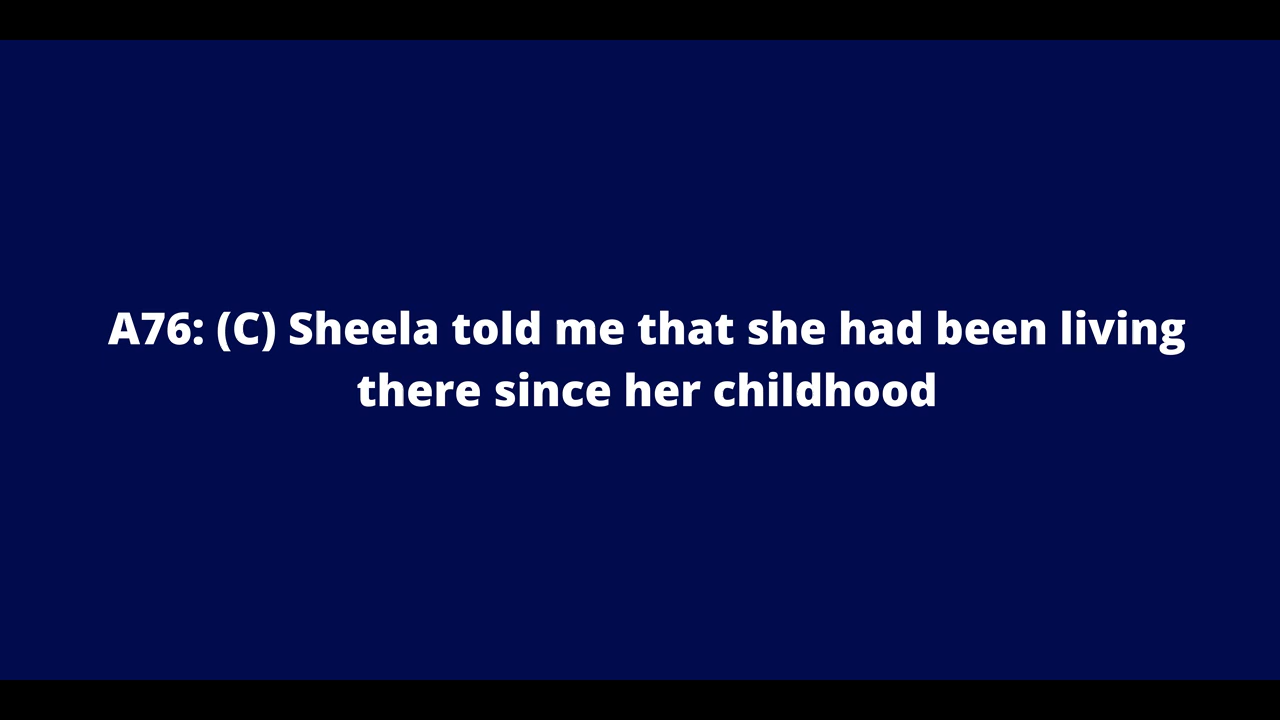 A76: (C) Sheela told me that she had been living
there since her childhood